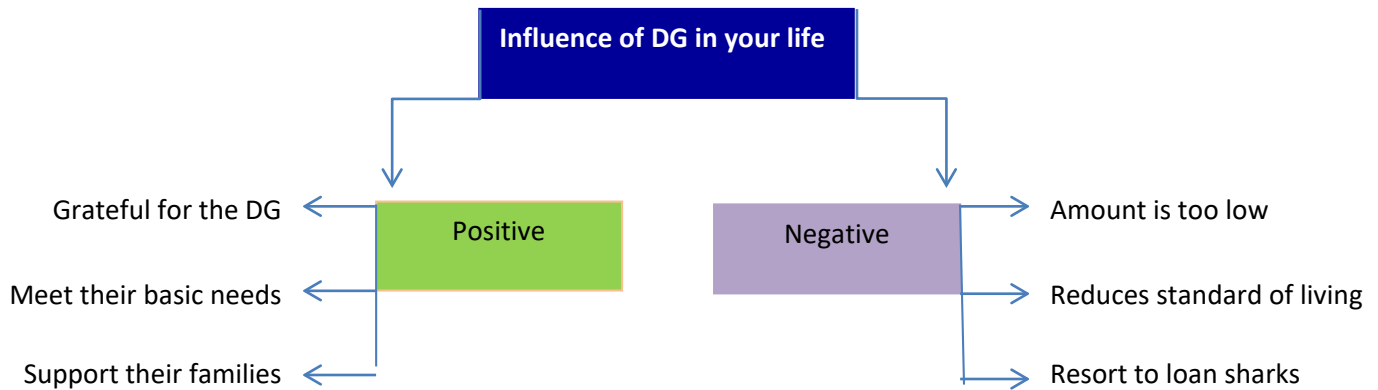 Influence of DG in your life
Positive
Negative
Grateful for the DG
Meet their basic needs
Support their families
Amount is too low
Reduces standard of living
Resort to loan sharks